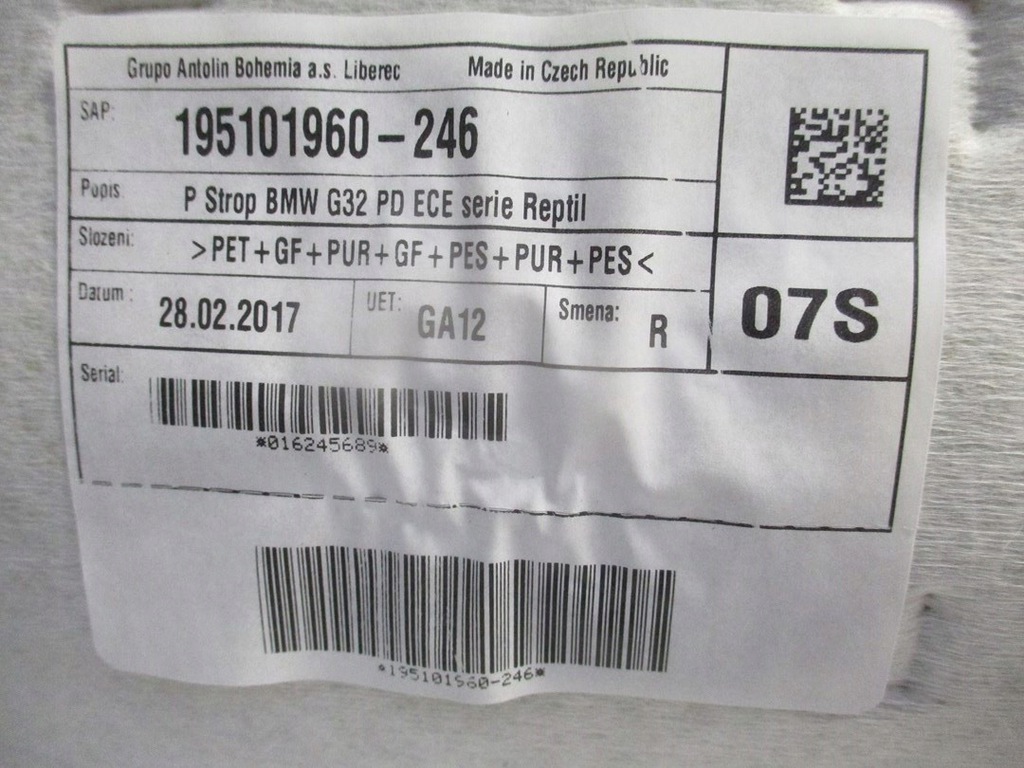 Grupo Antolin Bohemia a.s. Liberec Made in Czech Republic
SAP: 195101960-246
Popis: P Strop BMW G32 PD ECE serie Reptil
Slozeni: >PET+GF+PUR+GF+PES+PUR+PES<
Datum: 28.02.2017 UET: GA12 Smena: R
07S
Serial:
*016245689*
*195101960-246*